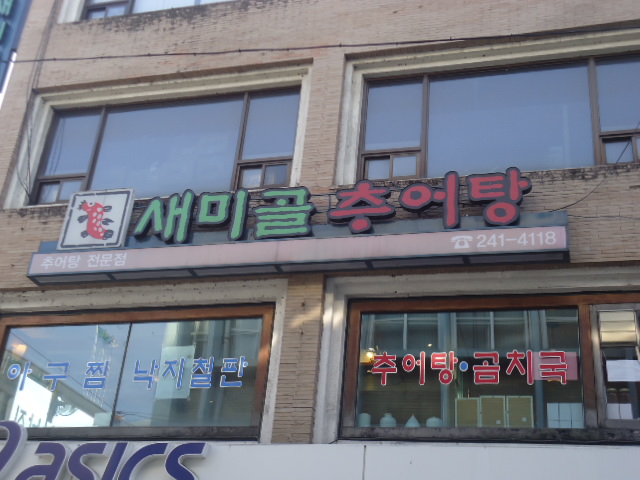 새미골 추어탕
추어탕 전문점
☎ 241-4118
아구찜 낙지철판
추어탕·곰치국
asics